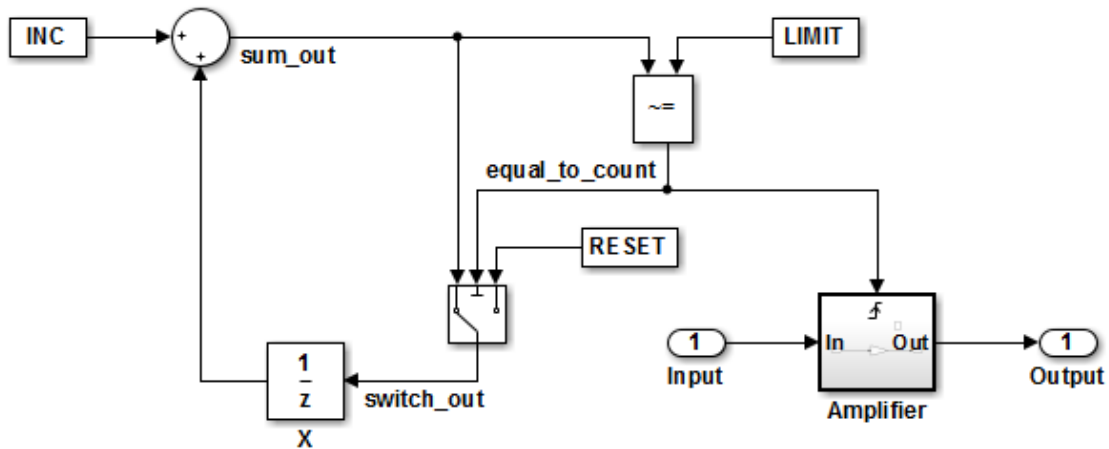 INC
+
+
sum_out
LIMIT
~=
equal_to_count
RESET
1
Input
In
Out
Amplifier
1
Output
1
z
switch_out
X